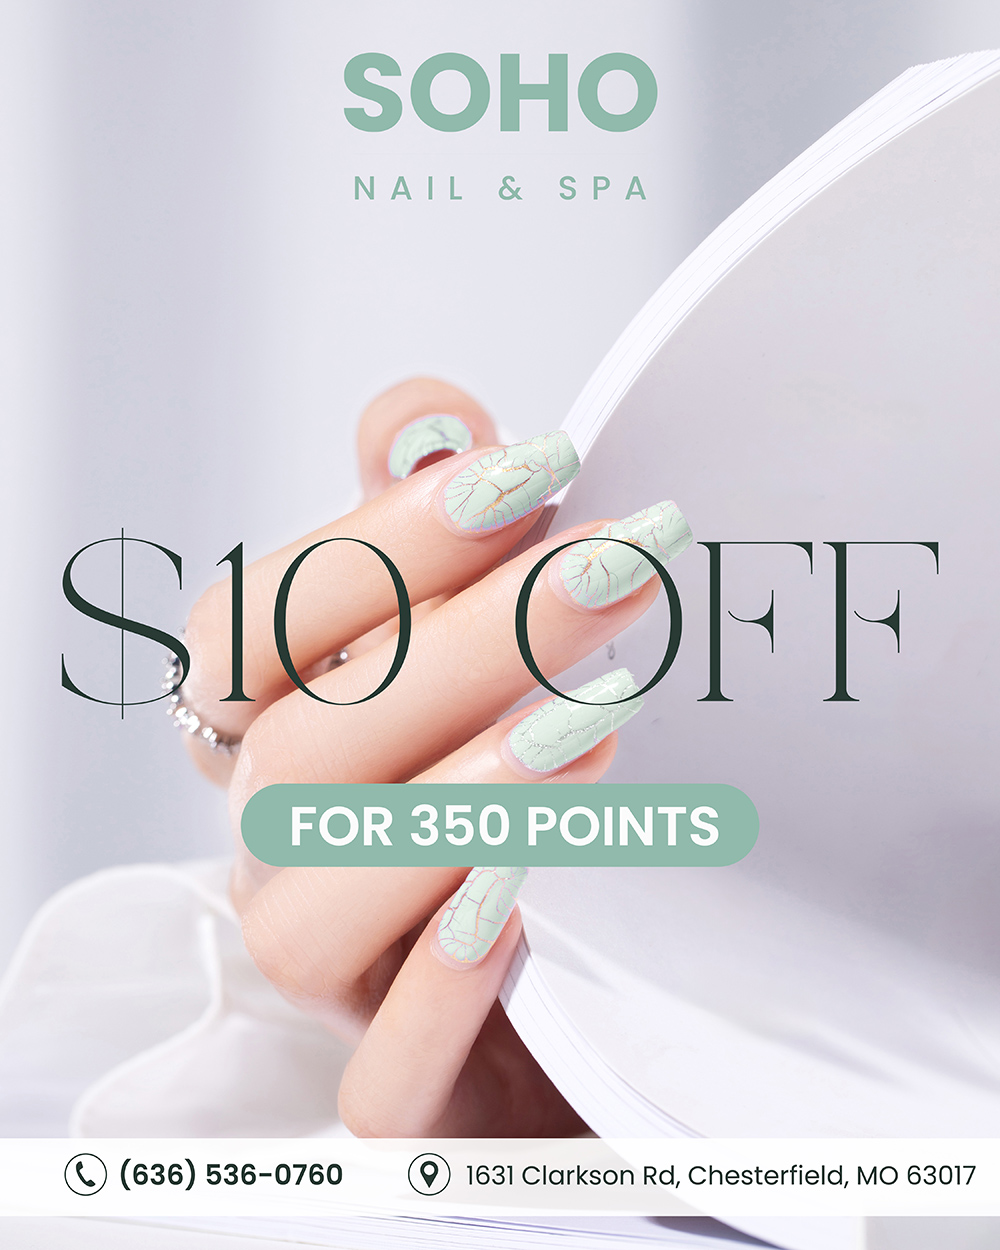 SOHO
NAIL & SPA
$10 OFF
FOR 350 POINTS
(636) 536-0760
1631 Clarkson Rd, Chesterfield, MO 63017